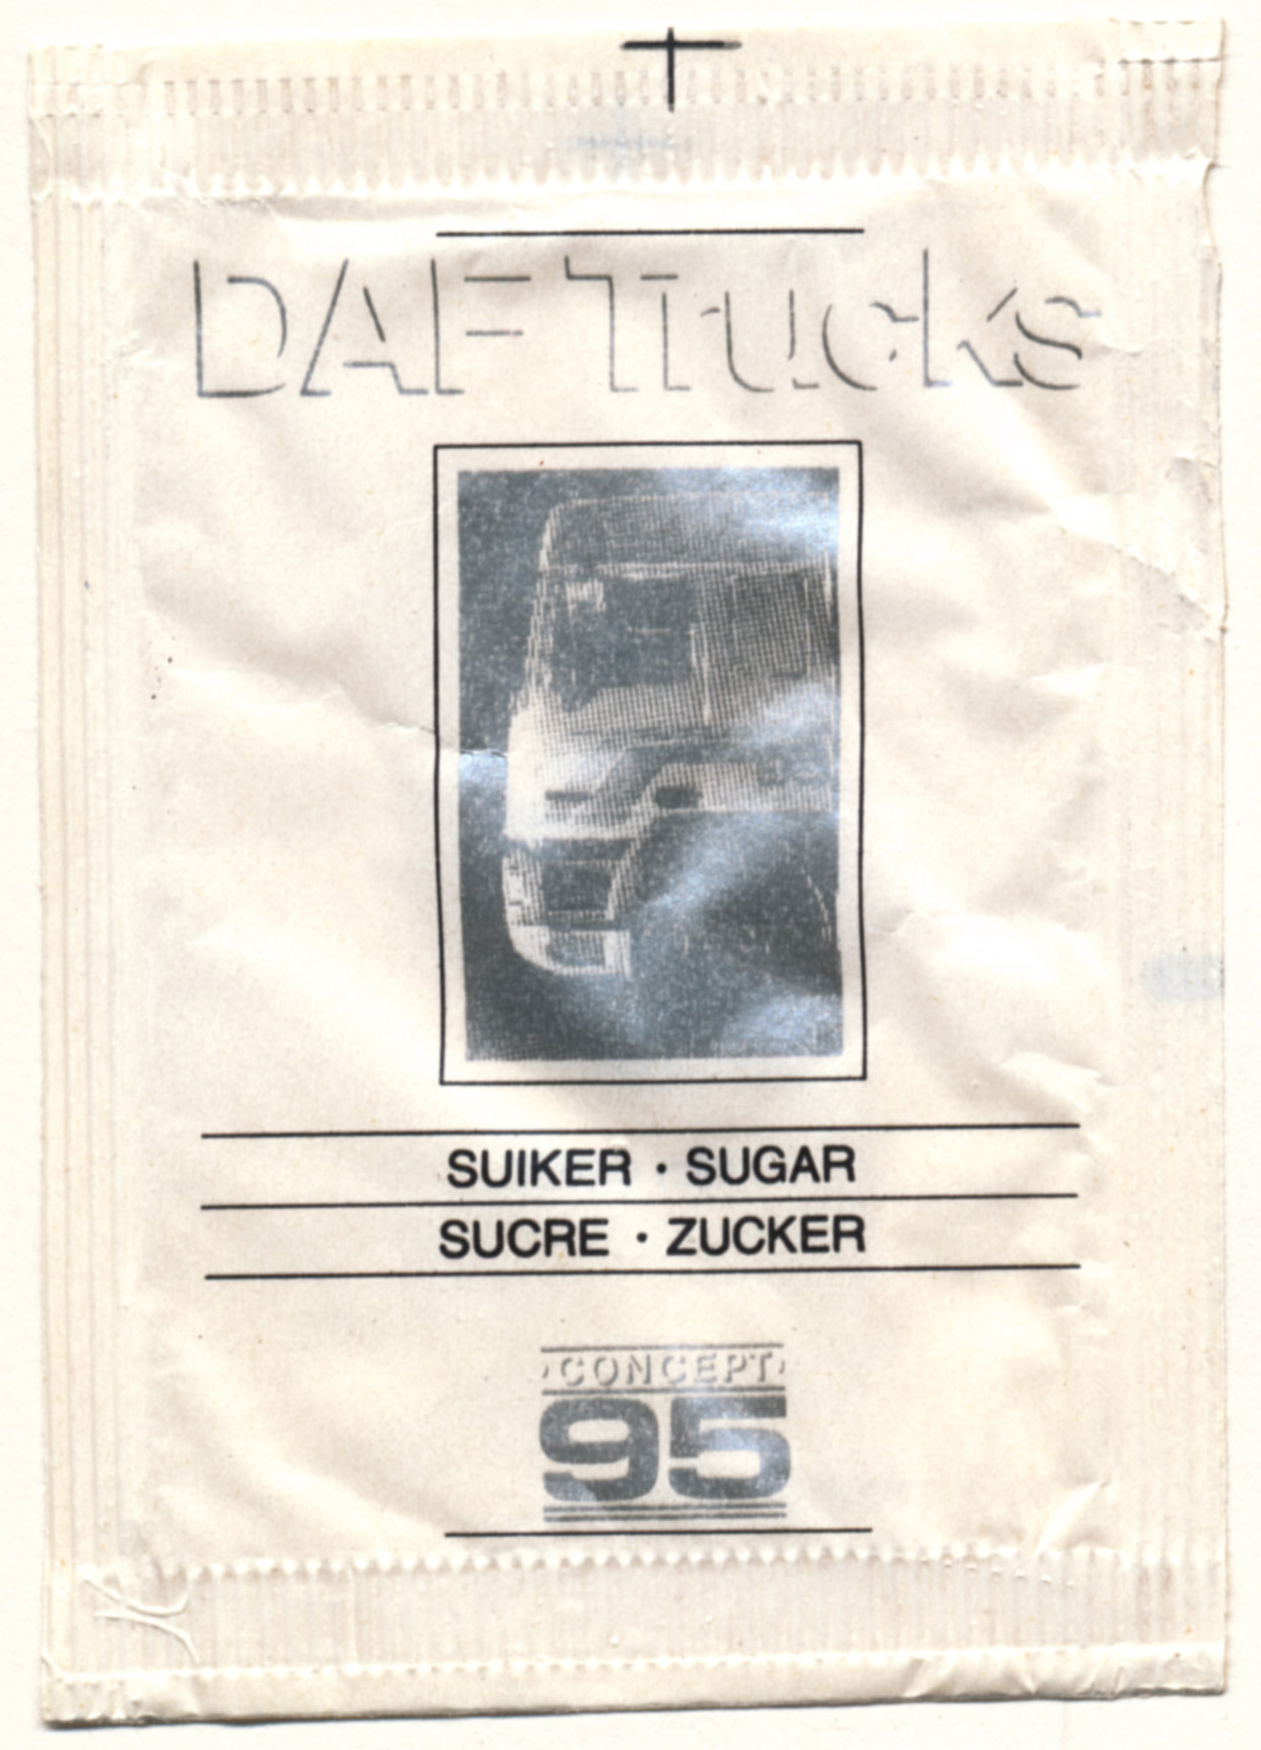 DAF Trucks
SUIKER · SUGAR
SUCRE · ZUCKER
·CONCEPT·
95